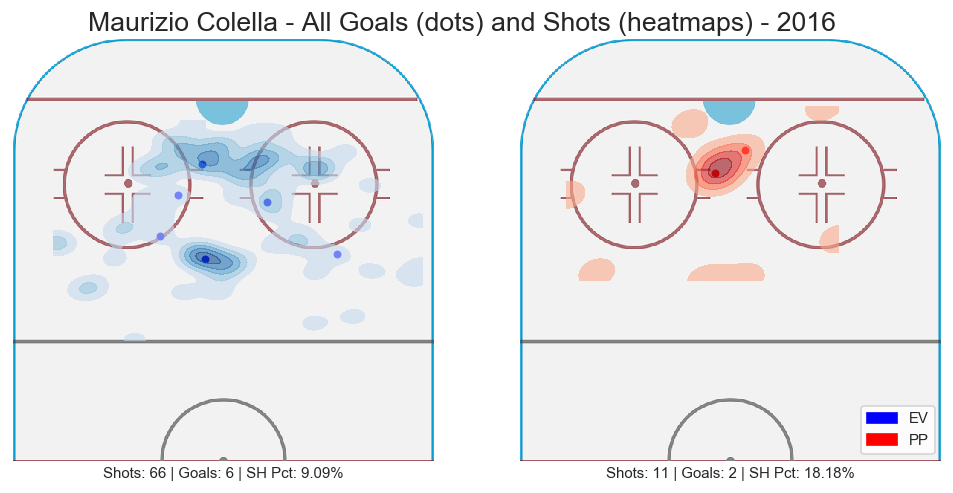 Maurizio Colella - All Goals (dots) and Shots (heatmaps) - 2016
EV
PP
Shots: 66 | Goals: 6 | SH Pct: 9.09%
Shots: 11 | Goals: 2 | SH Pct: 18.18%